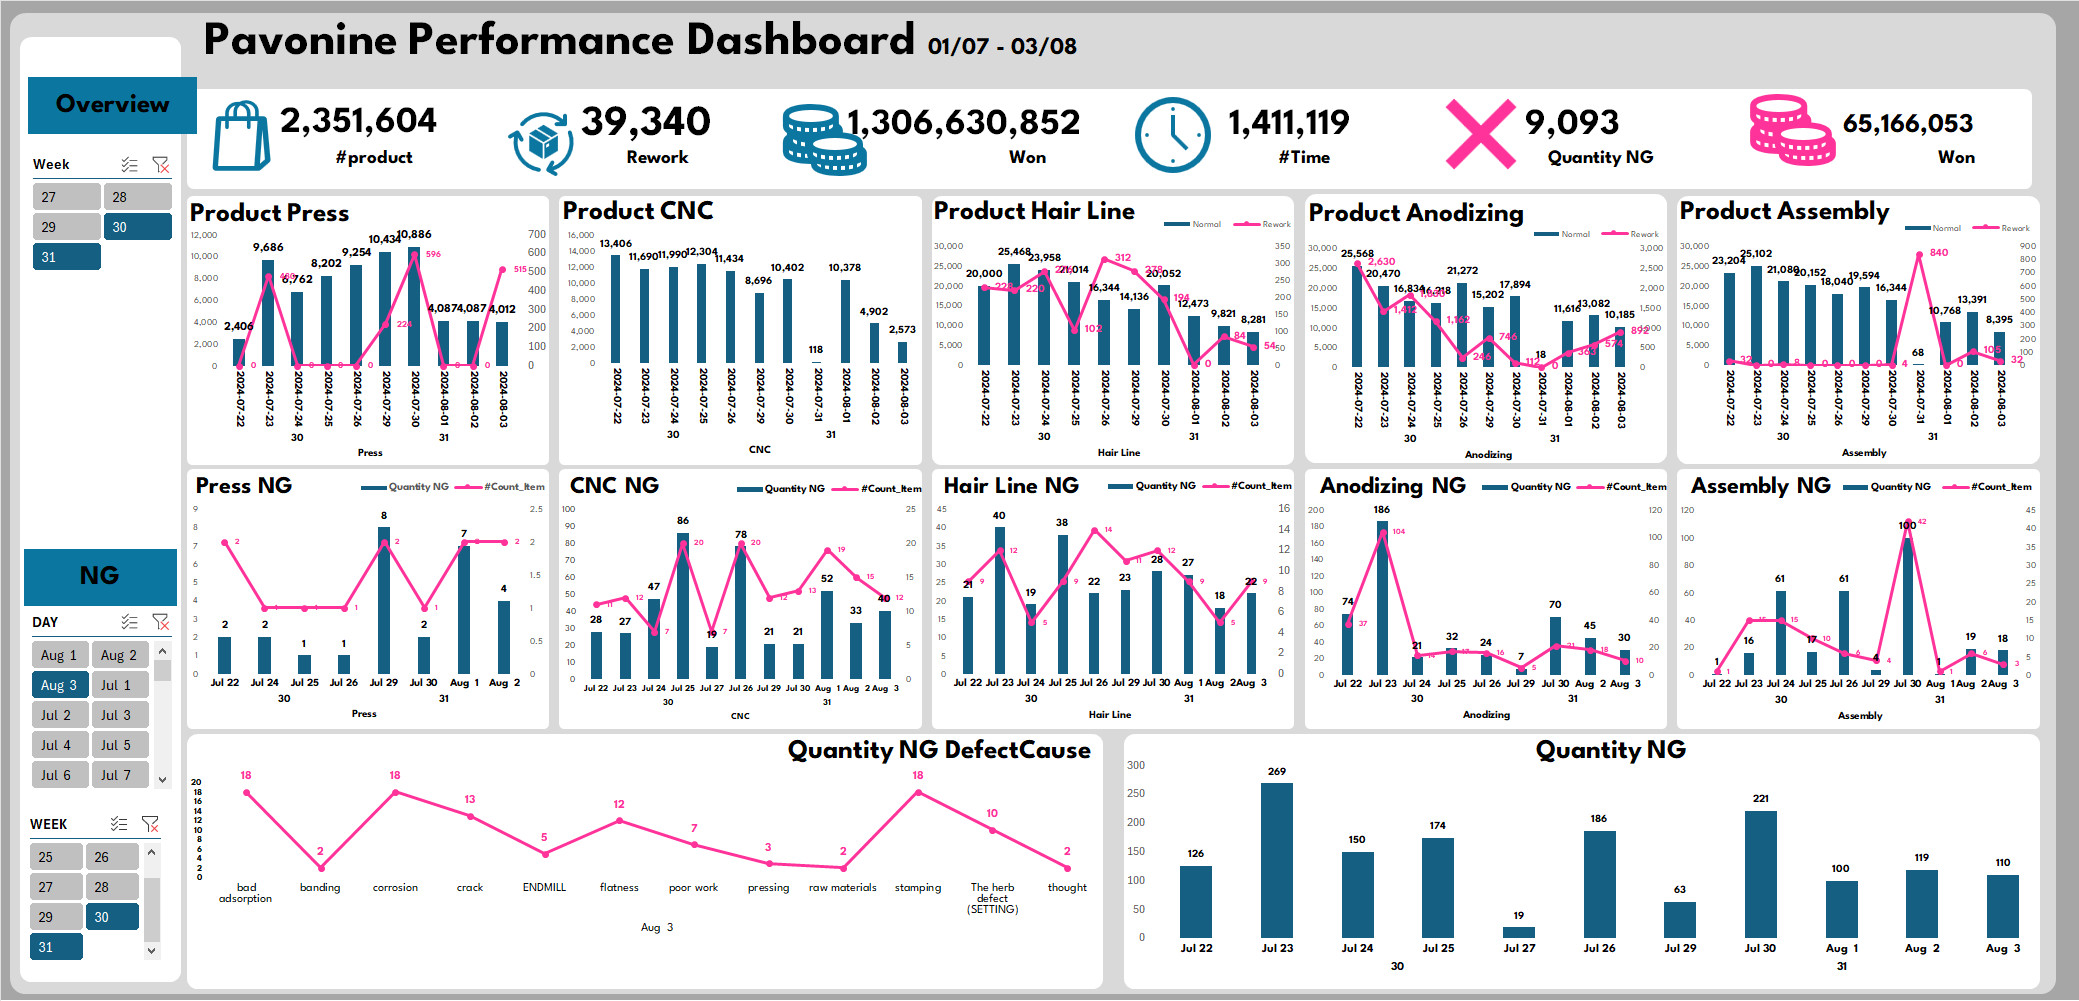 Pavonine Performance Dashboard 01/07 - 03/08
Overview
2,351,604
#product
39,340
Rework
1,306,630,852
Won
1,411,119
#Time
9,093
Quantity NG
65,166,053
Won
Week
27 28
29 30
31
Product Press
12,000
10,000
8,000
6,000
4,000
2,000
0
2,406 9,686 6,762 8,202 9,254 10,434 10,886 4,087 4,087 4,012
0 480 0 0 0 224 596 0 0 515
700
600
500
400
300
200
100
0
2024-07-22 2024-07-23 2024-07-24 2024-07-25 2024-07-26 2024-07-29 2024-07-30 2024-08-01 2024-08-02 2024-08-03
30 31
Press
Product CNC
16,000
14,000
12,000
10,000
8,000
6,000
4,000
2,000
0
13,406 11,690 11,990 12,304 11,434 8,696 10,402 118 10,378 4,902 2,573
2024-07-22 2024-07-23 2024-07-24 2024-07-25 2024-07-26 2024-07-29 2024-07-30 2024-07-31 2024-08-01 2024-08-02 2024-08-03
30 31
CNC
Product Hair Line
Normal Rework
30,000
25,000
20,000
15,000
10,000
5,000
0
20,000 25,468 23,958 21,014 16,344 14,136 20,052 12,473 9,821 8,281
220 102 312 278 194 0 84 54
350
300
250
200
150
100
50
0
2024-07-22 2024-07-23 2024-07-24 2024-07-25 2024-07-26 2024-07-29 2024-07-30 2024-08-01 2024-08-02 2024-08-03
30 31
Hair Line
Product Anodizing
Normal Rework
30,000
25,000
20,000
15,000
10,000
5,000
0
25,568 20,470 16,834 16,218 21,272 15,202 17,894 18 11,616 13,082 10,185
2,630 1,412 1,162 246 746 112 0 363 574 892
3,000
2,500
2,000
1,500
1,000
500
0
2024-07-22 2024-07-23 2024-07-24 2024-07-25 2024-07-26 2024-07-29 2024-07-30 2024-07-31 2024-08-01 2024-08-02 2024-08-03
30 31
Anodizing
Product Assembly
Normal Rework
30,000
25,000
20,000
15,000
10,000
5,000
0
23,204 25,102 21,080 20,152 18,040 19,594 16,344 68 10,768 13,391 8,395
32 0 8 0 0 0 4 840 0 105 32
900
800
700
600
500
400
300
200
100
0
2024-07-22 2024-07-23 2024-07-24 2024-07-25 2024-07-26 2024-07-29 2024-07-30 2024-07-31 2024-08-01 2024-08-02 2024-08-03
30 31
Assembly
NG
DAY
Aug 1 Aug 2
Aug 3 Jul 1
Jul 2 Jul 3
Jul 4 Jul 5
Jul 6 Jul 7
WEEK
25 26
27 28
29 30
31
Press NG
Quantity NG #Count_Item
9
8
7
6
5
4
3
2
1
0
2 2 1 1 8 2 7 4
2 1 1 1 2 1 2 2
2.5
2
1.5
1
0.5
0
Jul 22 Jul 24 Jul 25 Jul 26 Jul 29 Jul 30 Aug 1 Aug 2
30 31
Press
CNC NG
Quantity NG #Count_Item
100
90
80
70
60
50
40
30
20
10
0
28 27 47 86 19 78 21 21 52 33 40
11 12 7 20 7 20 12 13 19 15 12
25
20
15
10
5
0
Jul 22 Jul 23 Jul 24 Jul 25 Jul 27 Jul 26 Jul 29 Jul 30 Aug 1 Aug 2 Aug 3
30 31
CNC
Hair Line NG
Quantity NG #Count_Item
45
40
35
30
25
20
15
10
5
0
21 40 19 38 22 23 28 27 18 22
9 12 5 9 14 11 12 9 5 9
16
14
12
10
8
6
4
2
0
Jul 22 Jul 23 Jul 24 Jul 25 Jul 26 Jul 29 Jul 30 Aug 1 Aug 2 Aug 3
30 31
Hair Line
Anodizing NG
Quantity NG #Count_Item
200
180
160
140
120
100
80
60
40
20
0
74 186 21 32 24 7 70 45 30
37 104 14 17 16 5 21 18 10
120
100
80
60
40
20
0
Jul 22 Jul 23 Jul 24 Jul 25 Jul 26 Jul 29 Jul 30 Aug 2 Aug 3
30 31
Anodizing
Assembly NG
Quantity NG #Count_Item
120
100
80
60
40
20
0
1 16 61 17 61 4 100 1 19 18
1 15 15 10 6 4 42 1 6 3
45
40
35
30
25
20
15
10
5
0
Jul 22 Jul 23 Jul 24 Jul 25 Jul 26 Jul 29 Jul 30 Aug 1 Aug 2 Aug 3
30 31
Assembly
Quantity NG DefectCause
20
18
16
14
12
10
8
6
4
2
0
18 2 18 13 5 12 7 3 2 18 10 2
bad adsorption banding corrosion crack ENDMILL flatness poor work pressing raw materials stamping The herb defect (SETTING) thought
Aug 3
Quantity NG
300
250
200
150
100
50
0
126 269 150 174 19 186 63 221 100 119 110
Jul 22 Jul 23 Jul 24 Jul 25 Jul 27 Jul 26 Jul 29 Jul 30 Aug 1 Aug 2 Aug 3
30 31